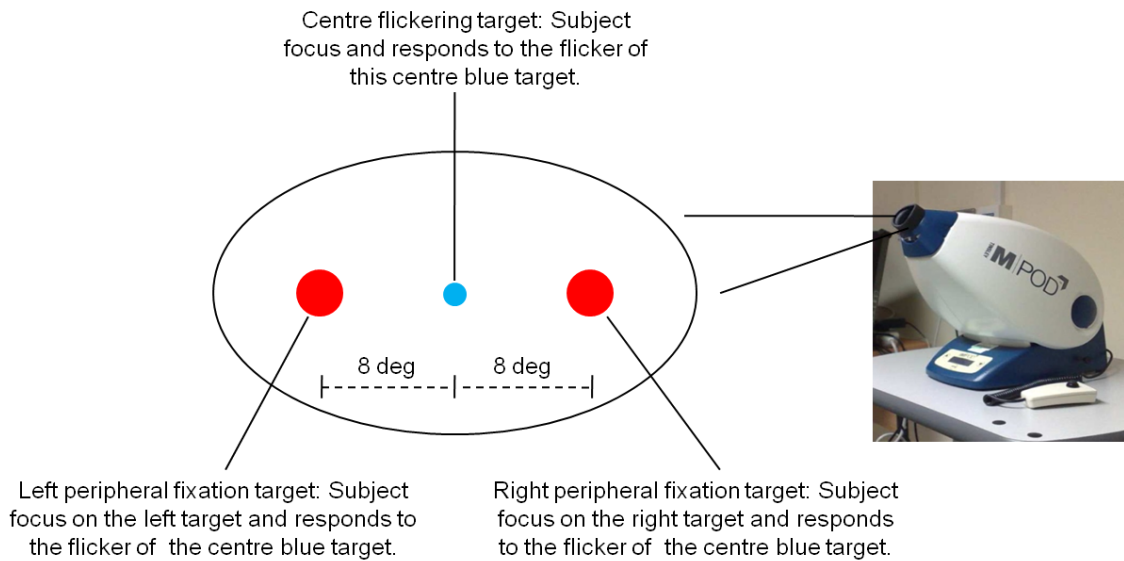 Centre flickering target: Subject
focus and responds to the flicker of
this centre blue target.
TINSLEY
M|POD
8 deg
8 deg
Left peripheral fixation target: Subject
focus on the left target and responds to
the flicker of the centre blue target.
Right peripheral fixation target: Subject
focus on the right target and responds
to the flicker of the centre blue target.